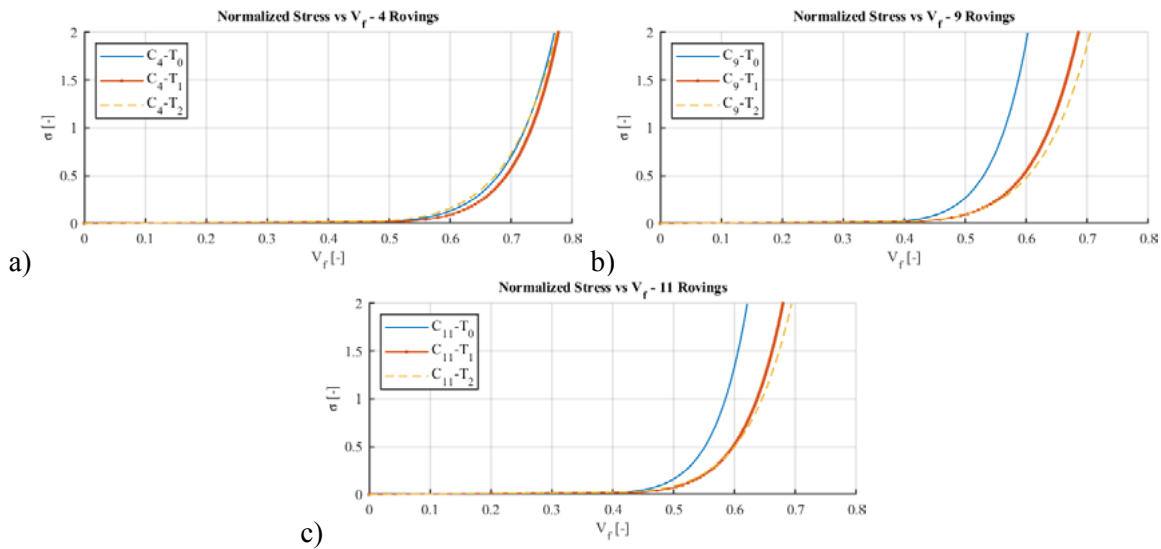 Normalized Stress vs V_f - 4 Rovings
2
1.5
1
0.5
0
σ [-]
C_4-T_0
C_4-T_1
C_4-T_2
0 0.1 0.2 0.3 0.4 0.5 0.6 0.7 0.8
V_f [-]
a)
Normalized Stress vs V_f - 9 Rovings
2
1.5
1
0.5
0
σ [-]
C_9-T_0
C_9-T_1
C_9-T_2
0 0.1 0.2 0.3 0.4 0.5 0.6 0.7 0.8
V_f [-]
b)
Normalized Stress vs V_f - 11 Rovings
2
1.5
1
0.5
0
σ [-]
C_11-T_0
C_11-T_1
C_11-T_2
0 0.1 0.2 0.3 0.4 0.5 0.6 0.7 0.8
V_f [-]
c)